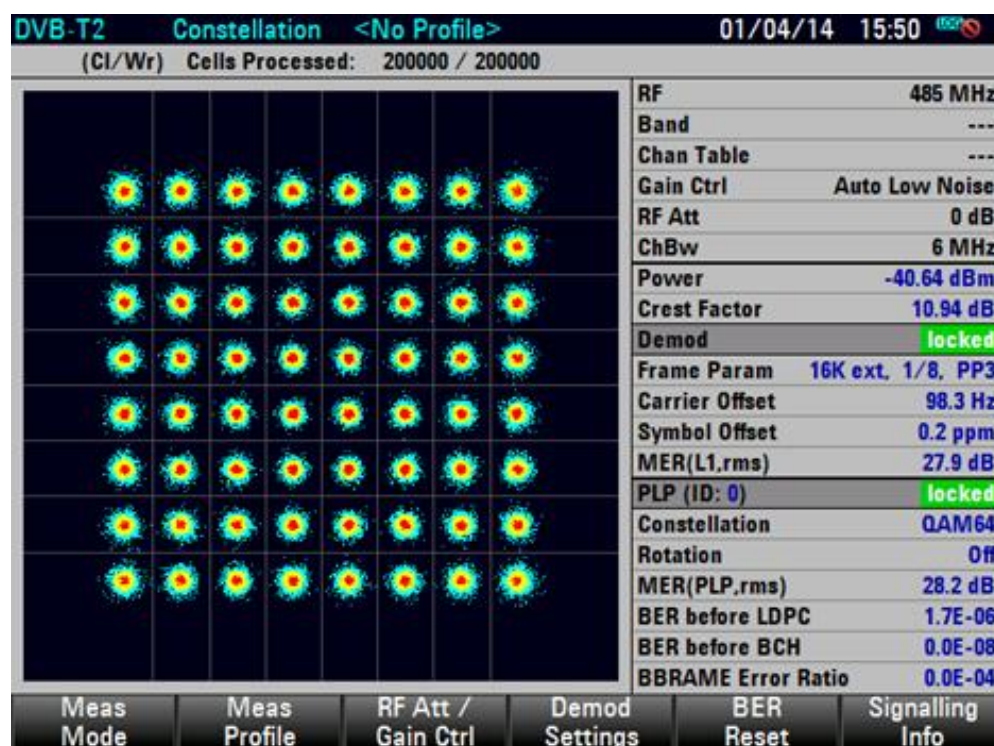 DVB-T2 Constellation <No Profile> 01/04/14 15:50 LOG
(Cl/Wr) Cells Processed: 200000 / 200000
RF 485 MHz
Band ---
Chan Table ---
Gain Ctrl Auto Low Noise
RF Att 0 dB
ChBw 6 MHz
Power -40.64 dBm
Crest Factor 10.94 dB
Demod locked
Frame Param 16K ext, 1/8, PP3
Carrier Offset 98.3 Hz
Symbol Offset 0.2 ppm
MER(L1,rms) 27.9 dB
PLP (ID: 0) locked
Constellation QAM64
Rotation Off
MER(PLP,rms) 28.2 dB
BER before LDPC 1.7E-06
BER before BCH 0.0E-08
BBRAME Error Ratio 0.0E-04
Meas Mode
Meas Profile
RF Att / Gain Ctrl
Demod Settings
BER Reset
Signalling Info